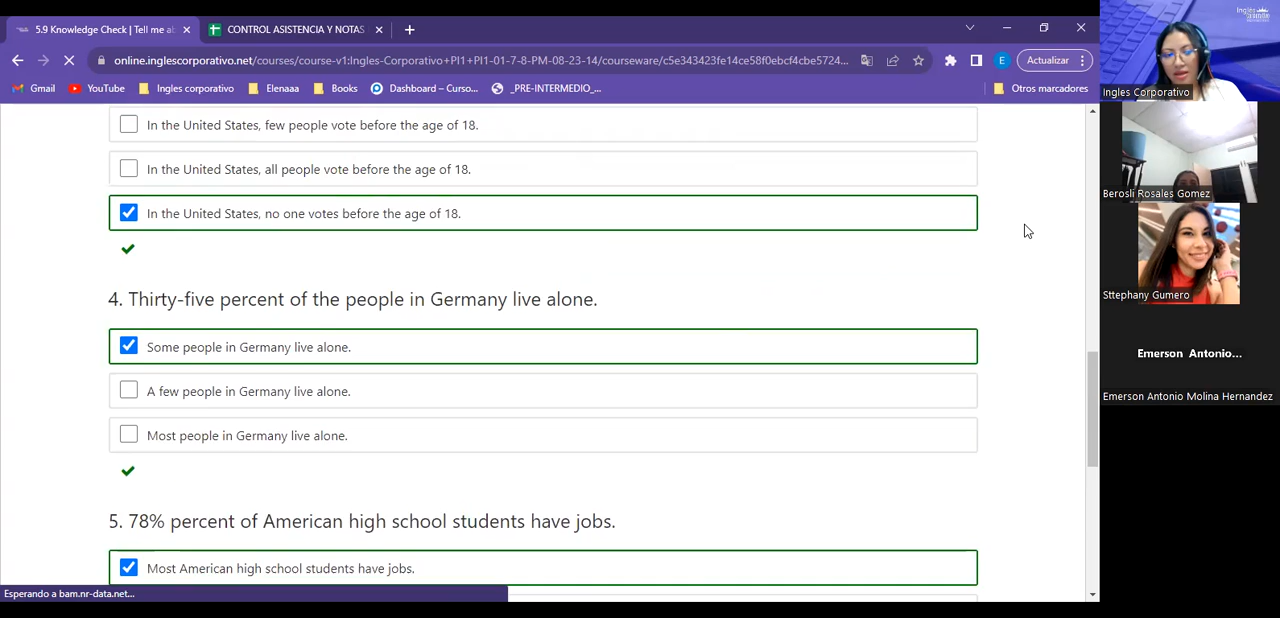 5.9 Knowledge Check | Tell me ab
CONTROL ASISTENCIA Y NOTAS
online.inglescorporativo.net/courses/course-v1:Ingles-Corporativo+PI1+PI1-01-7-8-PM-08-23-14/courseware/c5e343423fe14ce58f0ebcf4cbe5724...
E
Actualizar
Gmail
YouTube
Ingles corporativo
Elenaaa
Books
Dashboard – Curso...
_PRE-INTERMEDIO_...
Otros marcadores
In the United States, few people vote before the age of 18.
In the United States, all people vote before the age of 18.
In the United States, no one votes before the age of 18.
4. Thirty-five percent of the people in Germany live alone.
Some people in Germany live alone.
A few people in Germany live alone.
Most people in Germany live alone.
5. 78% percent of American high school students have jobs.
Most American high school students have jobs.
Esperando a bam.nr-data.net...
Ingles
Ingles Corporativo
Berosli Rosales Gomez
Sttephany Gumero
Emerson Antonio...
Emerson Antonio Molina Hernandez